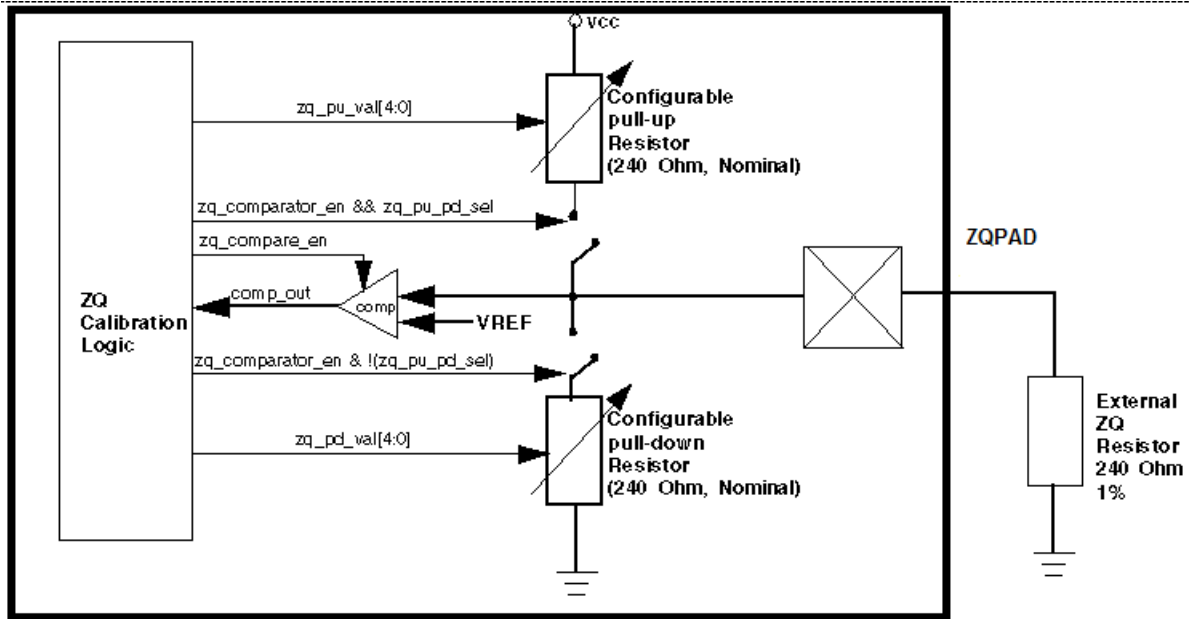 vcc
zq_pu_val[4:0]
Configurable
pull-up
Resistor
(240 Ohm, Nominal)
zq_comparator_en && zq_pu_pd_sel
zq_compare_en
ZQPAD
comp_out
comp
VREF
ZQ
Calibration
Logic
zq_comparator_en & !(zq_pu_pd_sel)
zq_pd_val[4:0]
Configurable
pull-down
Resistor
(240 Ohm, Nominal)
External
ZQ
Resistor
240 Ohm
1%